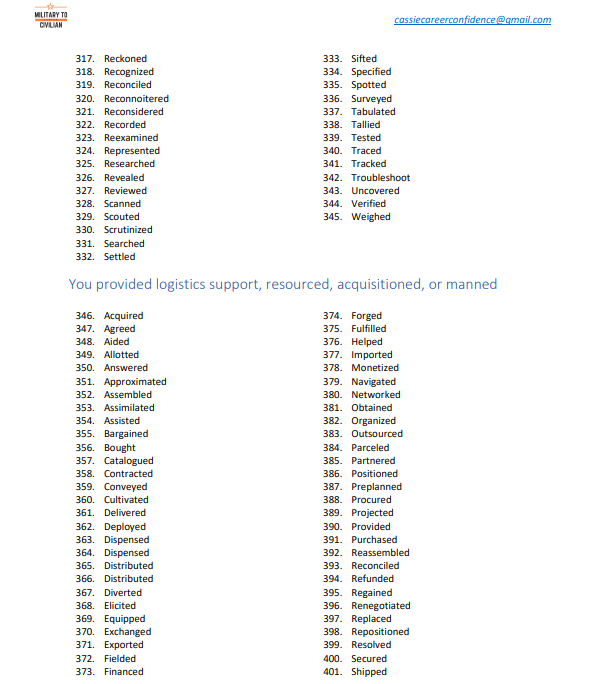 MILITARY TO
CIVILIAN
cassiecareerconfidence@gmail.com
317. Reckoned
318. Recognized
319. Reconciled
320. Reconnoitered
321. Reconsidered
322. Recorded
323. Reexamined
324. Represented
325. Researched
326. Revealed
327. Reviewed
328. Scanned
329. Scouted
330. Scrutinized
331. Searched
332. Settled
333. Sifted
334. Specified
335. Spotted
336. Surveyed
337. Tabulated
338. Tallied
339. Tested
340. Traced
341. Tracked
342. Troubleshoot
343. Uncovered
344. Verified
345. Weighed
You provided logistics support, resourced, acquisitioned, or manned
346. Acquired
347. Agreed
348. Aided
349. Allotted
350. Answered
351. Approximated
352. Assembled
353. Assimilated
354. Assisted
355. Bargained
356. Bought
357. Catalogued
358. Contracted
359. Conveyed
360. Cultivated
361. Delivered
362. Deployed
363. Dispensed
364. Dispensed
365. Distributed
366. Distributed
367. Diverted
368. Elicited
369. Equipped
370. Exchanged
371. Exported
372. Fielded
373. Financed
374. Forged
375. Fulfilled
376. Helped
377. Imported
378. Monetized
379. Navigated
380. Networked
381. Obtained
382. Organized
383. Outsourced
384. Parceled
385. Partnered
386. Positioned
387. Preplanned
388. Procured
389. Projected
390. Provided
391. Purchased
392. Reassembled
393. Reconciled
394. Refunded
395. Regained
396. Renegotiated
397. Replaced
398. Repositioned
399. Resolved
400. Secured
401. Shipped